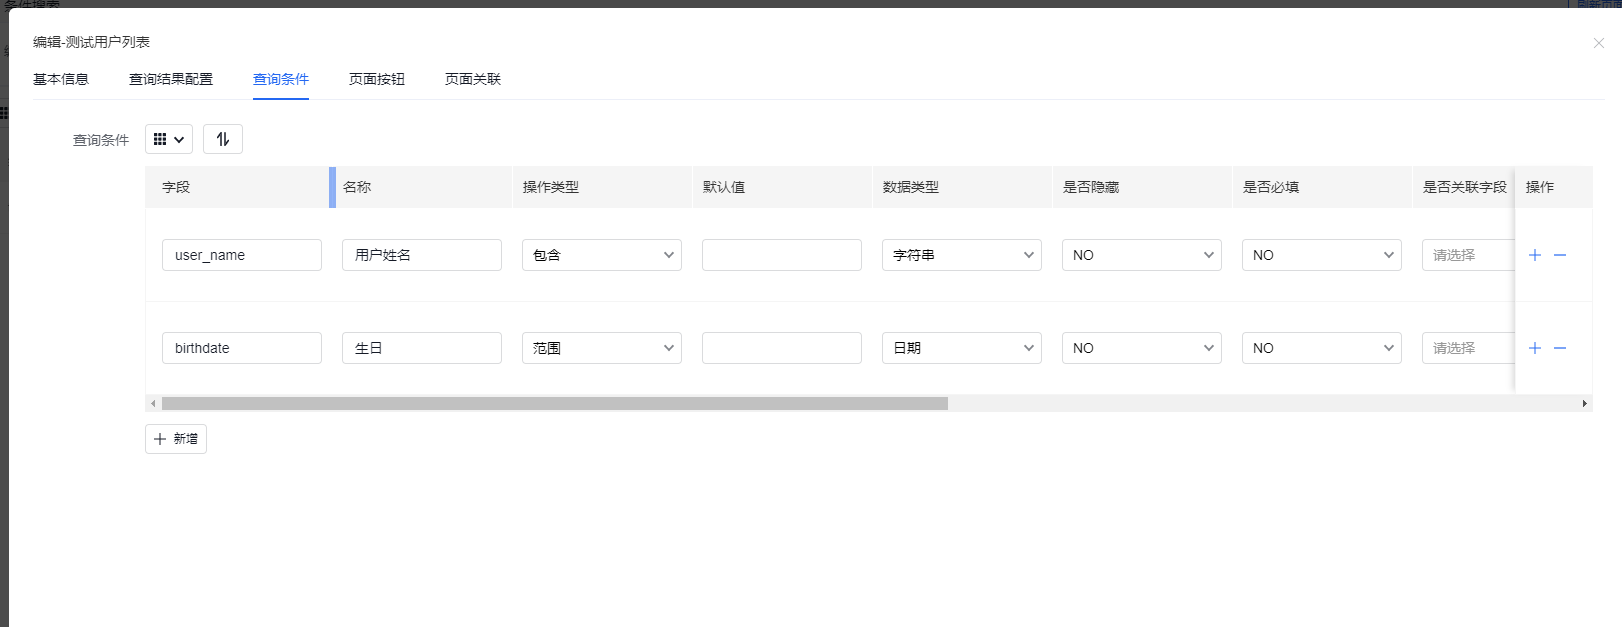 编辑-测试用户列表
基本信息 查询结果配置 查询条件 页面按钮 页面关联
查询条件
字段 名称 操作类型 默认值 数据类型 是否隐藏 是否必填 是否关联字段 操作
user_name 用户姓名 包含 字符串 NO NO 请选择
birthdate 生日 范围 日期 NO NO 请选择
新增